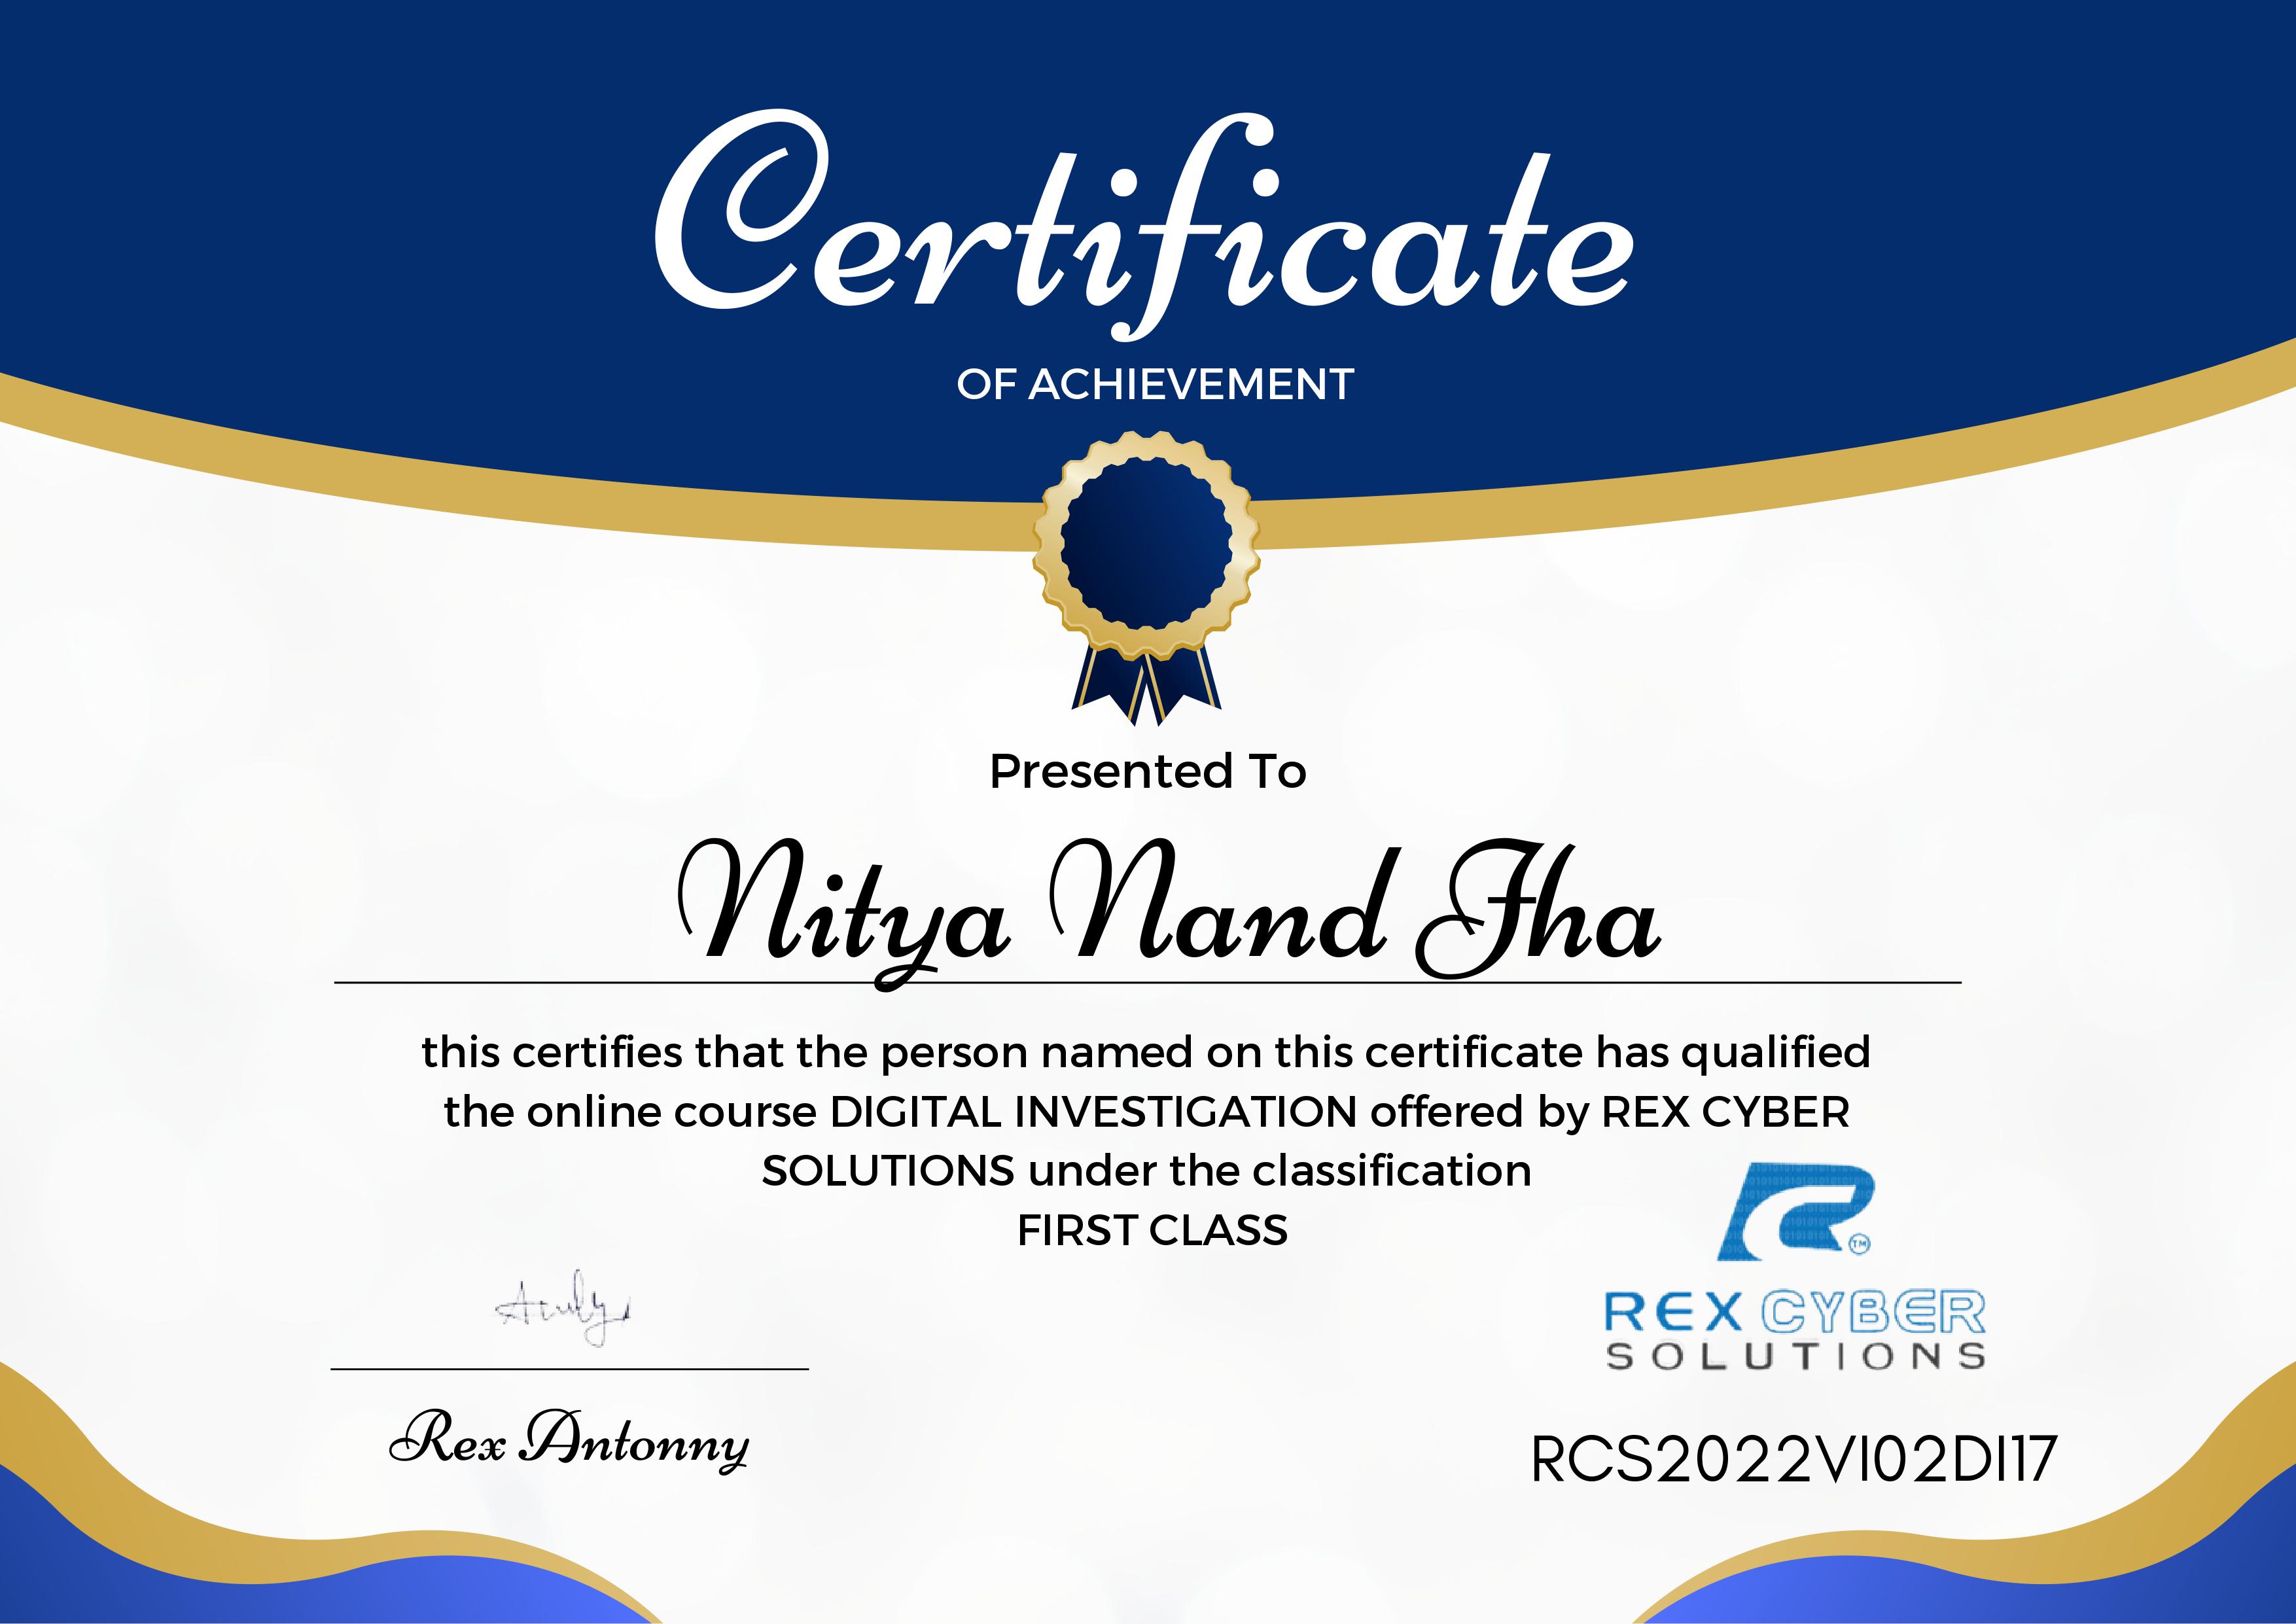 Certificate
OF ACHIEVEMENT
Presented To
Nitya Nand Jha
this certifies that the person named on this certificate has qualified
the online course DIGITAL INVESTIGATION offered by REX CYBER
SOLUTIONS under the classification
FIRST CLASS
TM
REX CYBER
SOLUTIONS
Rex Antonny
RCS2022VI02DI17